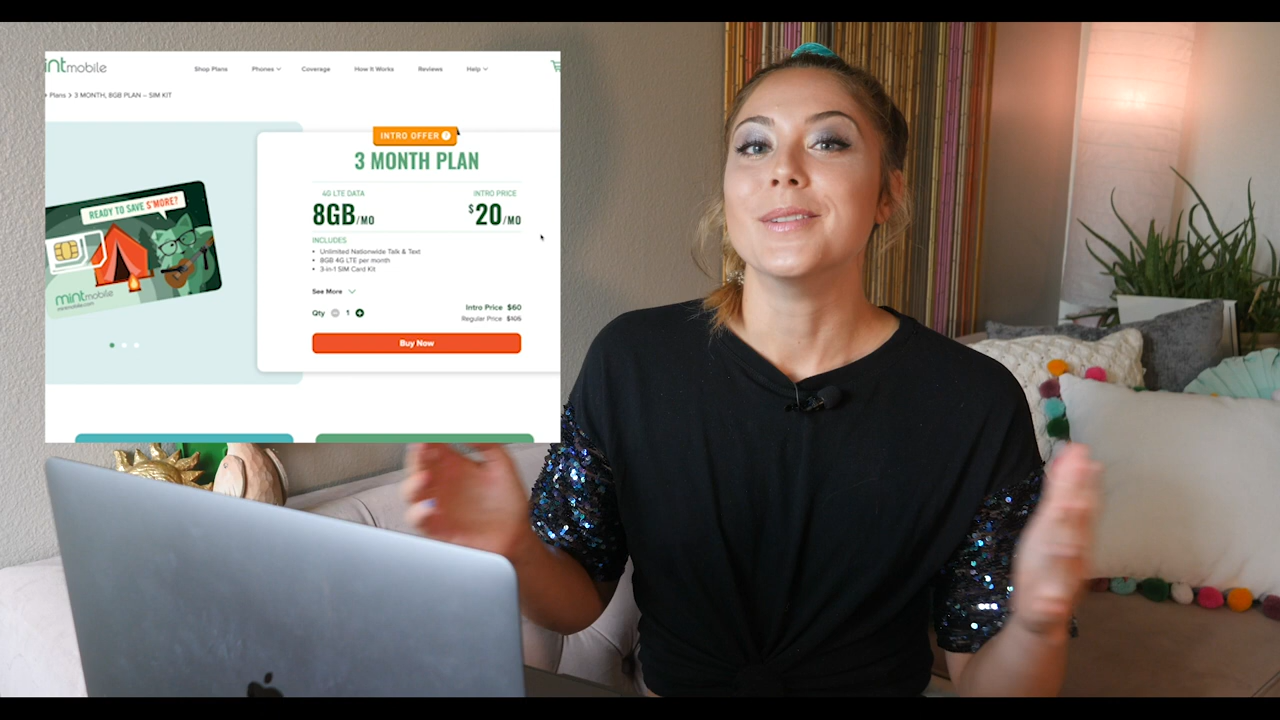 intmobile
Shop Plans Phones Coverage How It Works Reviews Help
Plans > 3 MONTH, 8GB PLAN – SIM KIT
INTRO OFFER ?
3 MONTH PLAN
4G LTE DATA INTRO PRICE
8GB/MO $20/MO
INCLUDES
• Unlimited Nationwide Talk & Text
• 8GB 4G LTE per month
• 3-in-1 SIM Card Kit
See More
Intro Price $60
Qty 1
Regular Price $105
Buy Now
READY TO SAVE S'MORE?
mintmobile
mintmobile.com